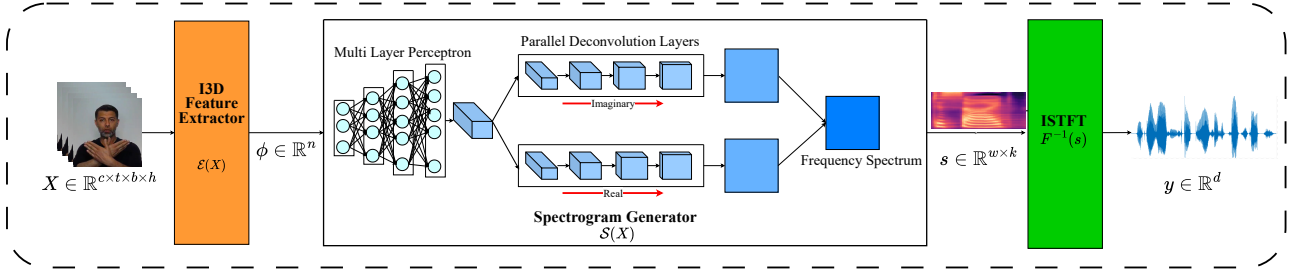 X ∈ ℝ^{c×t×b×h}
I3D
Feature
Extractor
ℰ(X)
ϕ ∈ ℝ^n
Multi Layer Perceptron
Parallel Deconvolution Layers
Imaginary
Real
Spectrogram Generator
𝒮(X)
Frequency Spectrum
s ∈ ℝ^{w×k}
ISTFT
F^{-1}(s)
y ∈ ℝ^d